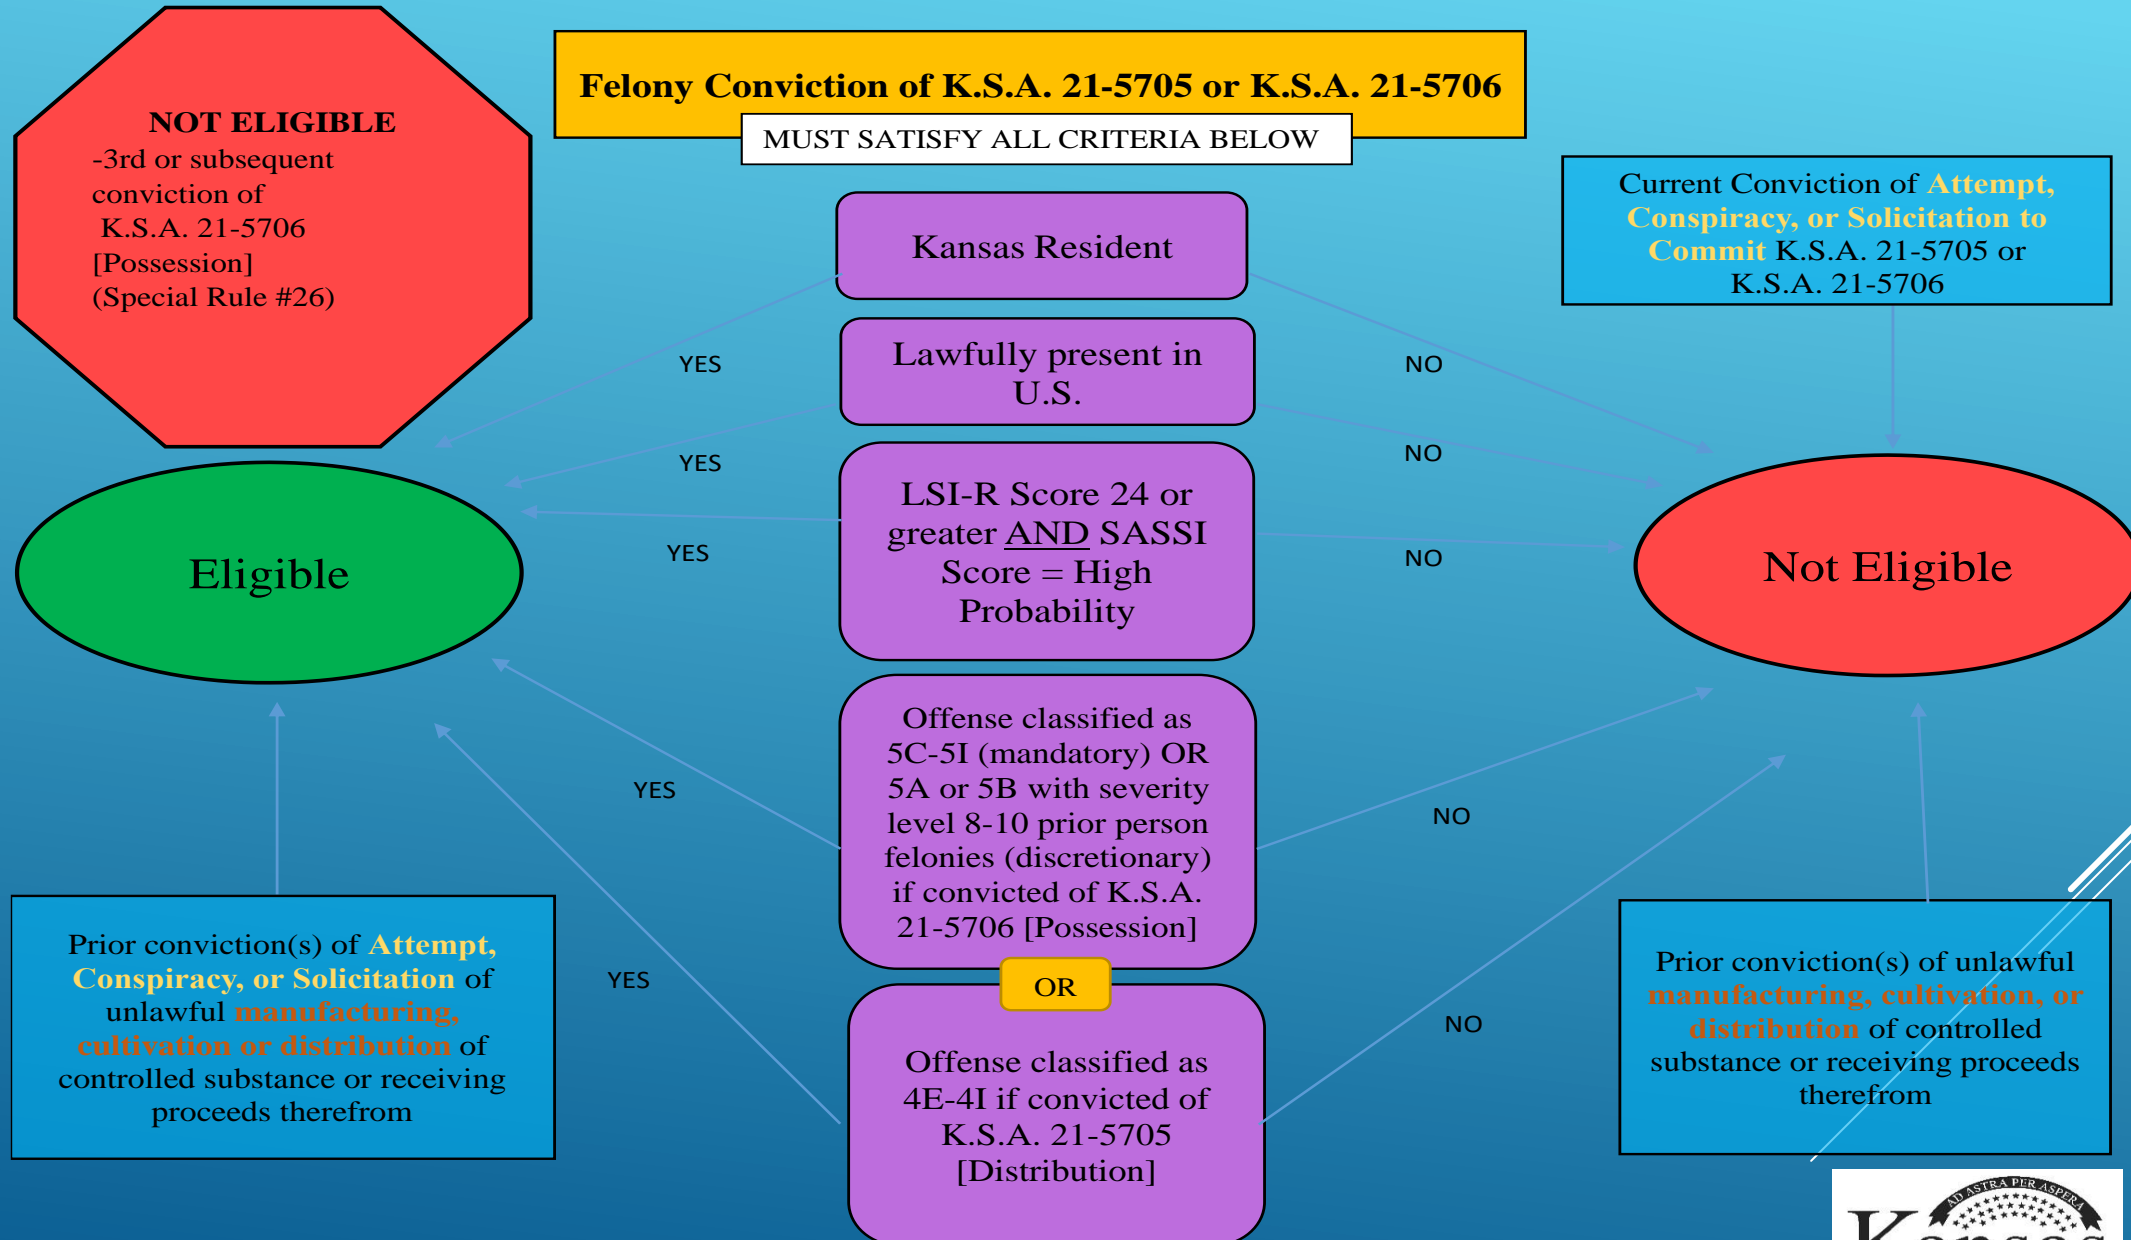 Felony Conviction of K.S.A. 21-5705 or K.S.A. 21-5706
MUST SATISFY ALL CRITERIA BELOW
NOT ELIGIBLE
-3rd or subsequent
conviction of
K.S.A. 21-5706
[Possession]
(Special Rule #26)
Current Conviction of Attempt,
Conspiracy, or Solicitation to
Commit K.S.A. 21-5705 or
K.S.A. 21-5706
Kansas Resident
YES
NO
Lawfully present in
U.S.
YES
NO
LSI-R Score 24 or
greater AND SASSI
Score = High
Probability
YES
NO
Eligible
Not Eligible
Offense classified as
5C-5I (mandatory) OR
5A or 5B with severity
level 8-10 prior person
felonies (discretionary)
if convicted of K.S.A.
21-5706 [Possession]
YES
NO
OR
Offense classified as
4E-4I if convicted of
K.S.A. 21-5705
[Distribution]
YES
NO
Prior conviction(s) of Attempt,
Conspiracy, or Solicitation of
unlawful manufacturing,
cultivation or distribution of
controlled substance or receiving
proceeds therefrom
Prior conviction(s) of unlawful
manufacturing, cultivation, or
distribution of controlled
substance or receiving proceeds
therefrom
AD ASTRA PER ASPERA
Kansas